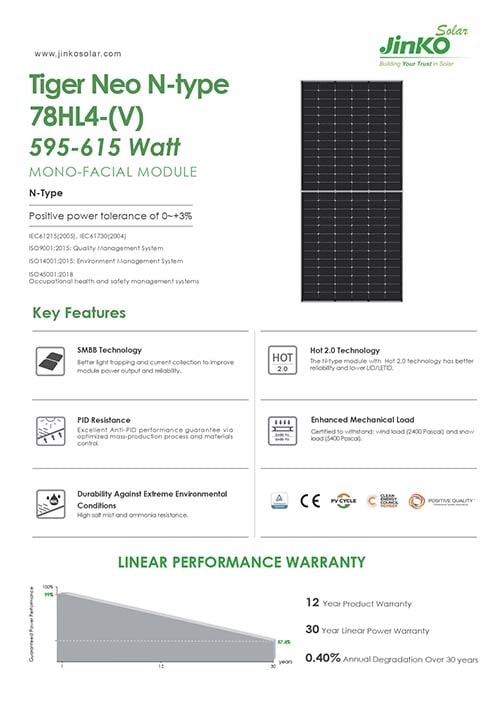 Solar
JinKO
Building Your Trust in Solar
www.jinkosolar.com
Tiger Neo N-type
78HL4-(V)
595-615 Watt
MONO-FACIAL MODULE
N-Type
Positive power tolerance of 0~+3%
IEC61215(2005), IEC61730(2004)
ISO9001:2015: Quality Management System
ISO14001:2015: Environment Management System
ISO45001:2018
Occupational health and safety management systems
Key Features
SMBB Technology
Better light trapping and current collection to improve
module power output and reliability.
HOT
2.0
Hot 2.0 Technology
The N-type module with Hot 2.0 technology has better
reliability and lower LID/LETID.
PID Resistance
Excellent Anti-PID performance guarantee via
optimized mass-production process and materials
control.
Enhanced Mechanical Load
Certified to withstand: wind load (2400 Pascal) and snow
load (5400 Pascal).
Durability Against Extreme Environmental
Conditions
High salt mist and ammonia resistance.
CE
PV CYCLE
CLEAN
ENERGY
COUNCIL
MEMBER
POSITIVE QUALITY
LINEAR PERFORMANCE WARRANTY
Guaranteed Power Performance
100%
99%
87.4%
1
12
30
years
12 Year Product Warranty
30 Year Linear Power Warranty
0.40% Annual Degradation Over 30 years